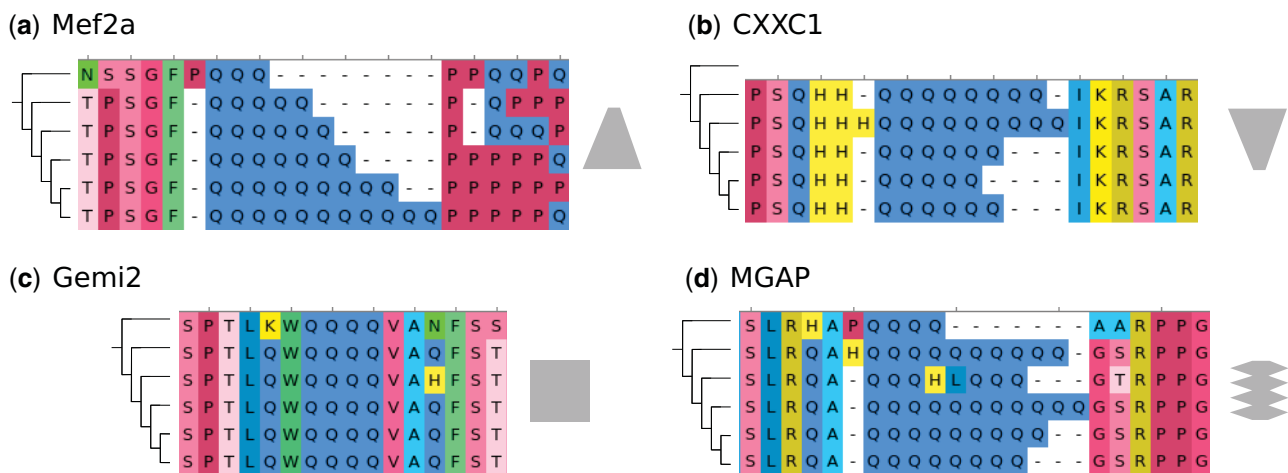 (a) Mef2a
N S S G F P Q Q Q - - - - - - - - P P Q Q P Q
T P S G F - Q Q Q Q Q - - - - - - P - Q P P P
T P S G F - Q Q Q Q Q Q - - - - - P - Q Q Q P
T P S G F - Q Q Q Q Q Q Q - - - - P P P P P Q
T P S G F - Q Q Q Q Q Q Q Q Q - - P P P P P P
T P S G F - Q Q Q Q Q Q Q Q Q Q Q P P P P P Q
(b) CXXC1
P S Q H H - Q Q Q Q Q Q Q Q - I K R S A R
P S Q H H H Q Q Q Q Q Q Q Q Q I K R S A R
P S Q H H - Q Q Q Q Q Q - - - I K R S A R
P S Q H H - Q Q Q Q Q - - - - I K R S A R
P S Q H H - Q Q Q Q Q Q - - - I K R S A R
(c) Gemi2
S P T L K W Q Q Q Q V A N F S S
S P T L Q W Q Q Q Q V A Q F S T
S P T L Q W Q Q Q Q V A H F S T
S P T L Q W Q Q Q Q V A Q F S T
S P T L Q W Q Q Q Q V A Q F S T
S P T L Q W Q Q Q Q V A Q F S T
(d) MGAP
S L R H A P Q Q Q Q - - - - - - - A A R P P G
S L R Q A H Q Q Q Q Q Q Q Q Q Q - G S R P P G
S L R Q A - Q Q Q H L Q Q Q - - - G T R P P G
S L R Q A - Q Q Q Q Q Q Q Q Q Q Q G S R P P G
S L R Q A - Q Q Q Q Q Q Q Q Q - - G S R P P G
S L R Q A - Q Q Q Q Q Q Q Q - - - G S R P P G